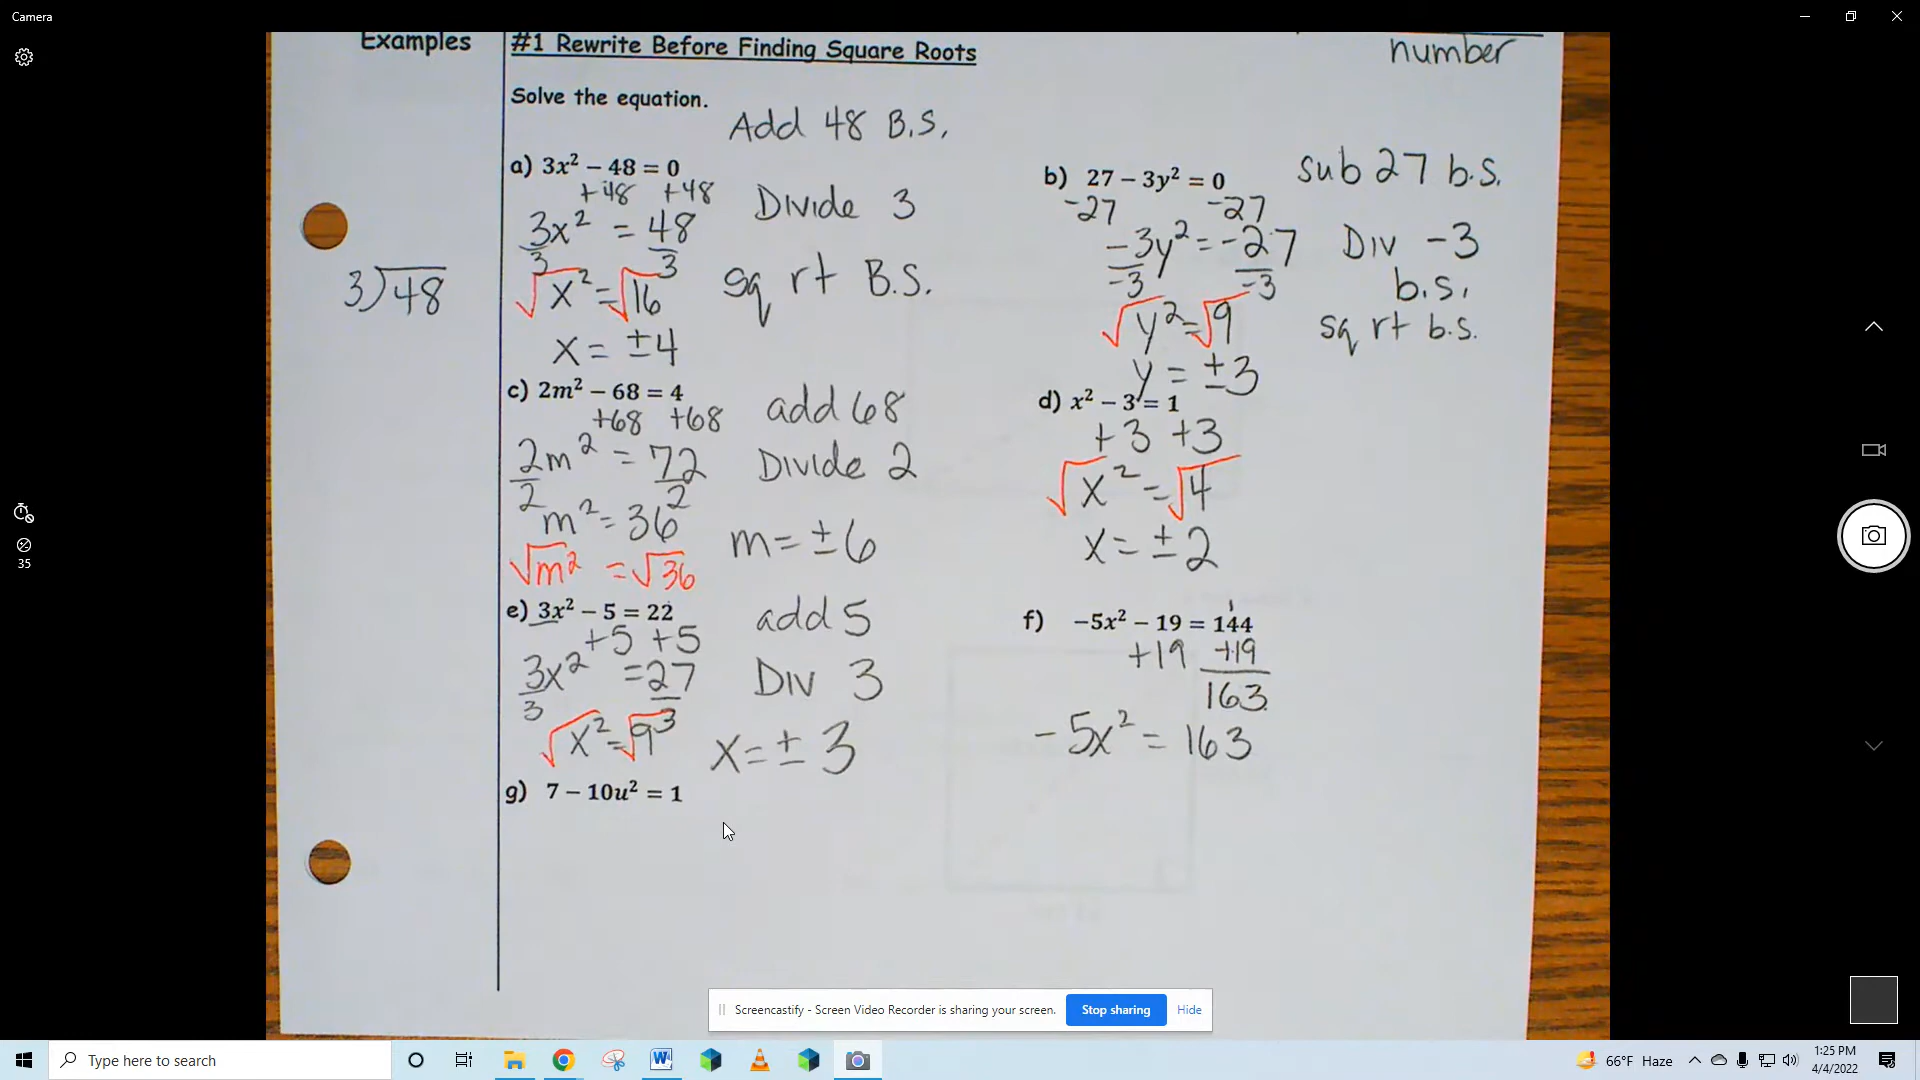 Camera
Examples
#1 Rewrite Before Finding Square Roots
number
Solve the equation.
Add 48 B.S.
a) 3x² − 48 = 0
+48 +48
Divide 3
3x² = 48
3 3
√x² = √16
sq rt B.S.
x = ±4
3)48
b) 27 − 3y² = 0
sub 27 b.s.
-27 -27
-3y² = -27
-3 -3
Div -3
b.s.
√y² = √9
sq rt b.s.
y = ±3
c) 2m² − 68 = 4
+68 +68
add 68
2m² = 72
2 2
Divide 2
m² = 36
√m² = √36
m = ±6
d) x² − 3 = 1
+3 +3
√x² = √4
x = ±2
e) 3x² − 5 = 22
+5 +5
add 5
3x² = 27
3 3
Div 3
√x² = √9
x = ± 3
f) −5x² − 19 = 144
1
+19 +19
163
-5x² = 163
g) 7 − 10u² = 1
35
Screencastify - Screen Video Recorder is sharing your screen.
Stop sharing
Hide
Type here to search
66°F Haze
1:25 PM
4/4/2022